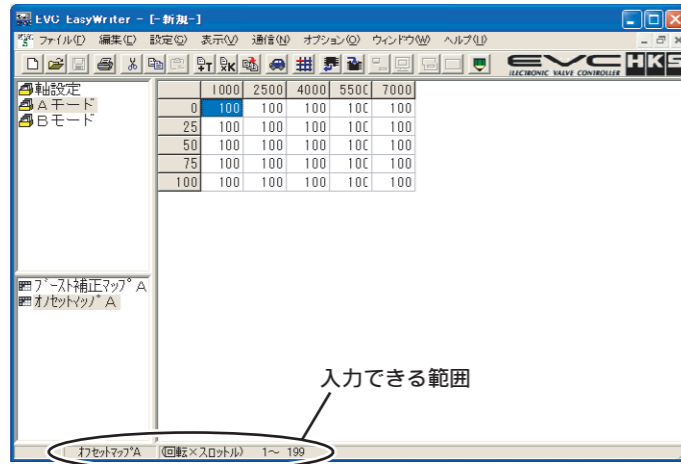 EVC EasyWriter - [-新規-]
ファイル(F) 編集(E) 設定(S) 表示(V) 通信(N) オプション(O) ウィンドウ(W) ヘルプ(U)
EVC HKS
ELECTRONIC VALVE CONTROLLER
軸設定
Aモード
Bモード
1000 2500 4000 5500 7000
0 100 100 100 100 100
25 100 100 100 100 100
50 100 100 100 100 100
75 100 100 100 100 100
100 100 100 100 100 100
ブースト補正マップA
オフセットマップA
入力できる範囲
オフセットマップA (回転×スロットル) 1～ 199